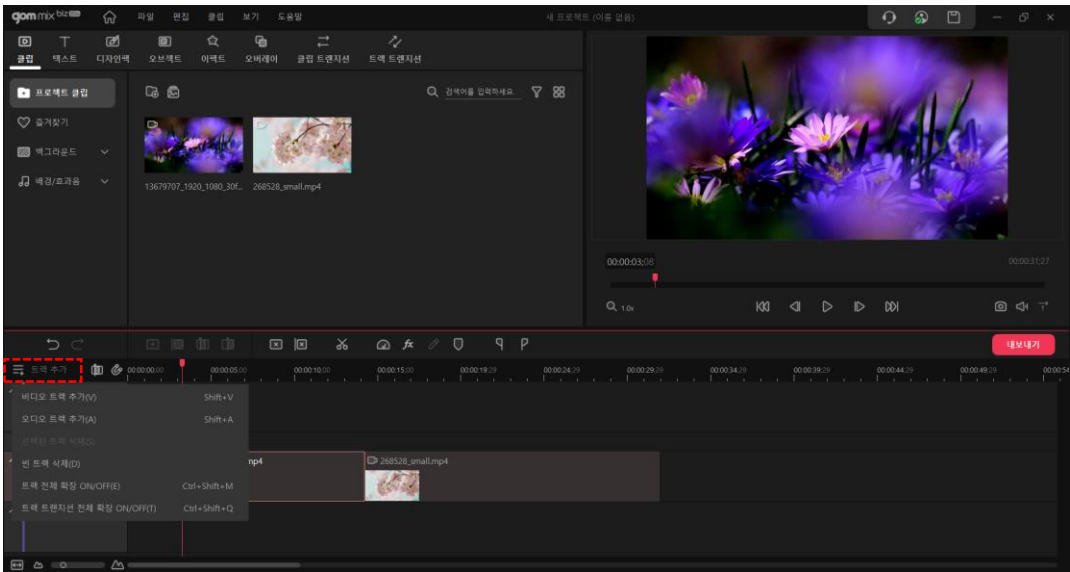 gom mix biz
파일 편집 클립 보기 도움말
새 프로젝트 (이름 없음)
클립 텍스트 디자인팩 오브젝트 이팩트 오버레이 클립 트랜지션 트랙 트랜지션
프로젝트 클립
즐겨찾기
백그라운드
배경/효과음
검색어를 입력하세요.
13679707_1920_1080_30f...
268528_small.mp4
00:00:03;08
00:00:31;27
1.0x
내보내기
트랙 추가
00:00:00;00 00:00:05;00 00:00:10;00 00:00:15;00 00:00:19;29 00:00:24;29 00:00:29;29 00:00:34;29 00:00:39;29 00:00:44;29 00:00:49;29 00:00:54
비디오 트랙 추가(V) Shift+V
오디오 트랙 추가(A) Shift+A
선택된 트랙 삭제(S)
빈 트랙 삭제(D)
트랙 전체 확장 ON/OFF(E) Ctrl+Shift+M
트랙 트랜지션 전체 확장 ON/OFF(T) Ctrl+Shift+Q
mp4
268528_small.mp4